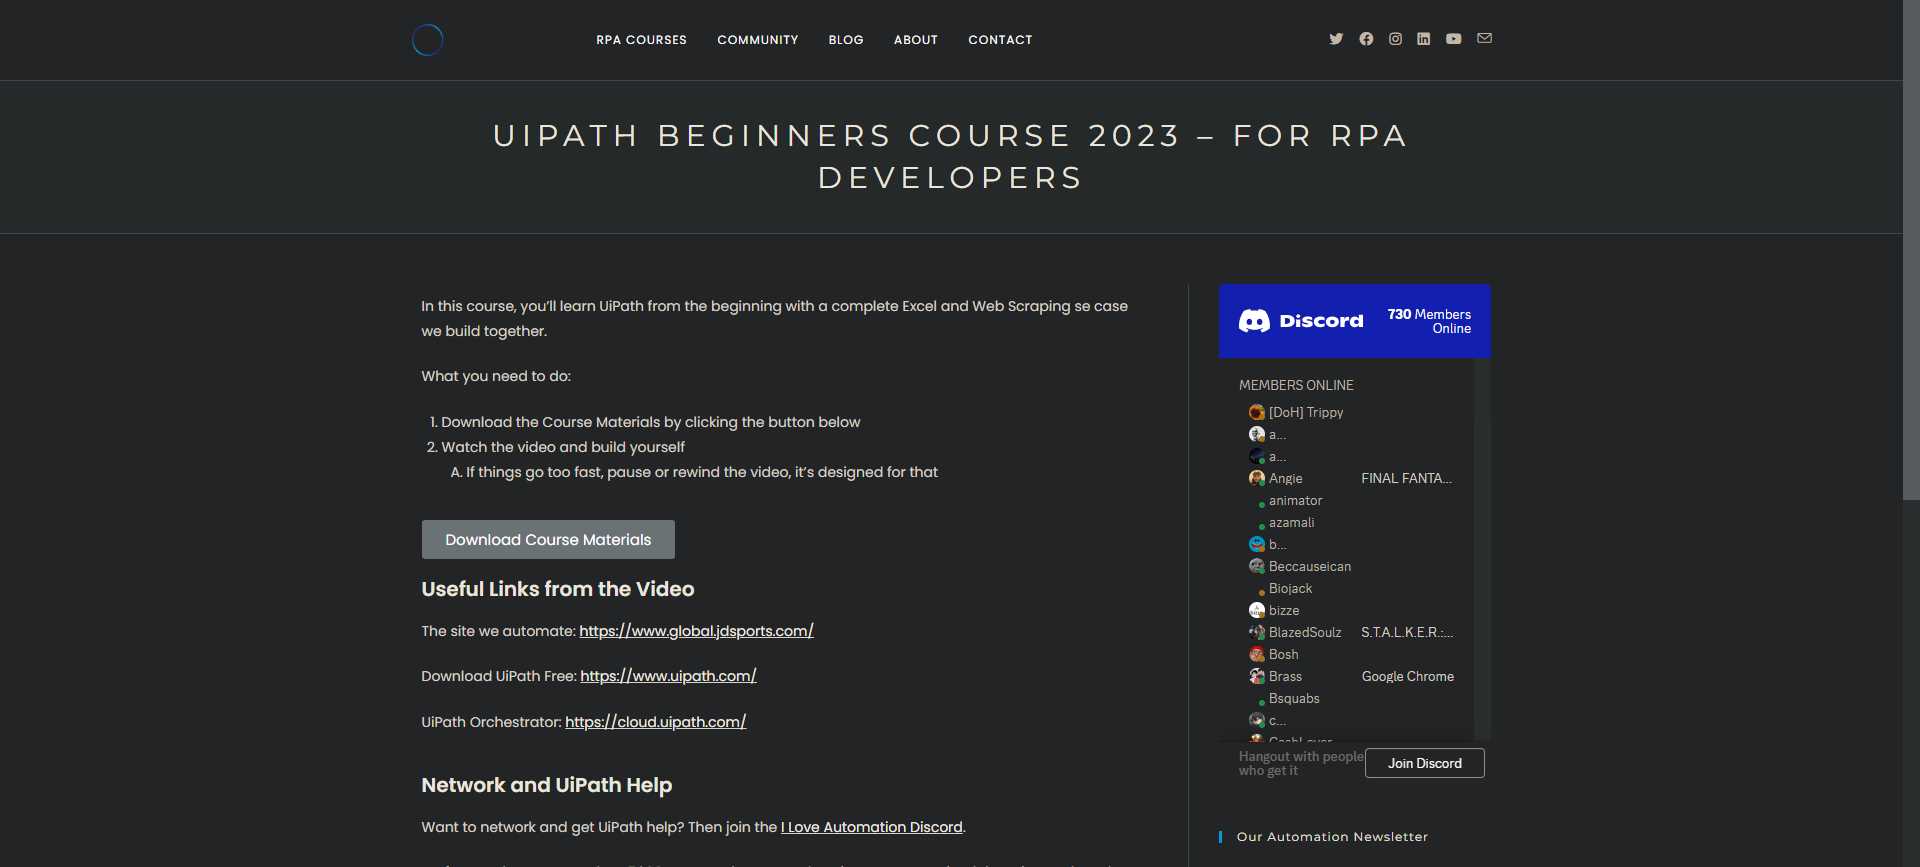 RPA COURSES COMMUNITY BLOG ABOUT CONTACT
UIPATH BEGINNERS COURSE 2023 – FOR RPA
DEVELOPERS
In this course, you’ll learn UiPath from the beginning with a complete Excel and Web Scraping se case
we build together.
What you need to do:
1. Download the Course Materials by clicking the button below
2. Watch the video and build yourself
A. If things go too fast, pause or rewind the video, it’s designed for that
Download Course Materials
Useful Links from the Video
The site we automate: https://www.global.jdsports.com/
Download UiPath Free: https://www.uipath.com/
UiPath Orchestrator: https://cloud.uipath.com/
Network and UiPath Help
Want to network and get UiPath help? Then join the I Love Automation Discord.
Discord
730 Members
Online
MEMBERS ONLINE
[DoH] Trippy
a...
a...
Angie FINAL FANTA...
animator
azamali
b...
Beccauseican
Biojack
bizze
BlazedSoulz S.T.A.L.K.E.R.:...
Bosh
Brass Google Chrome
Bsquabs
c...
Hangout with people
who get it
Join Discord
Our Automation Newsletter